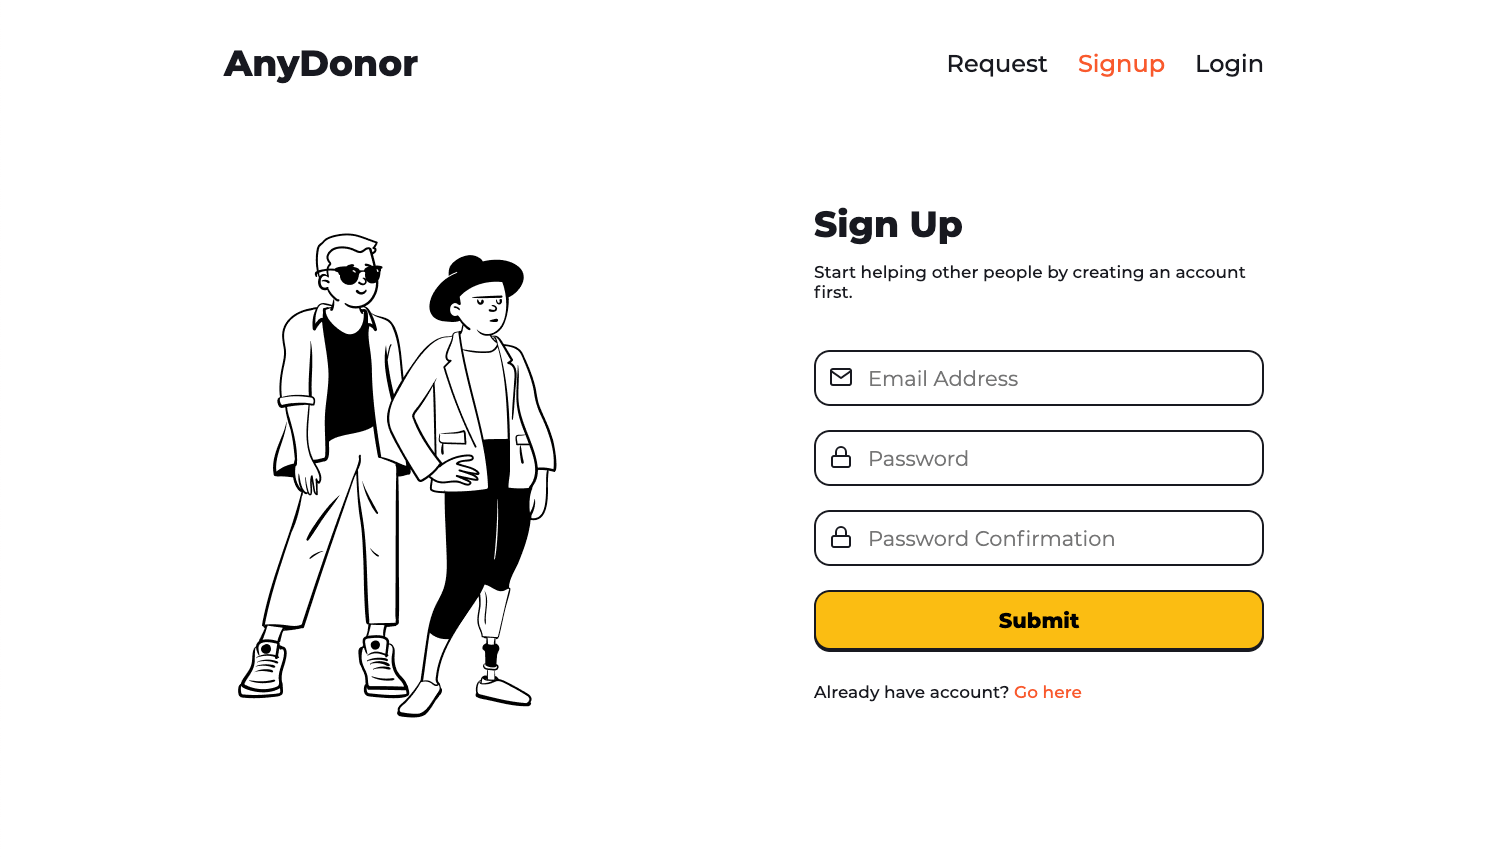 AnyDonor
Request Signup Login
Sign Up
Start helping other people by creating an account
first.
Email Address
Password
Password Confirmation
Submit
Already have account? Go here